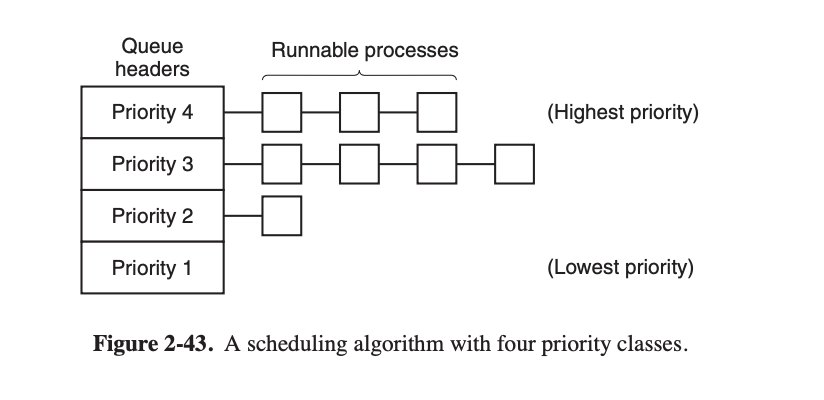 Queue
headers
Runnable processes
Priority 4
(Highest priority)
Priority 3
Priority 2
Priority 1
(Lowest priority)
Figure 2-43. A scheduling algorithm with four priority classes.